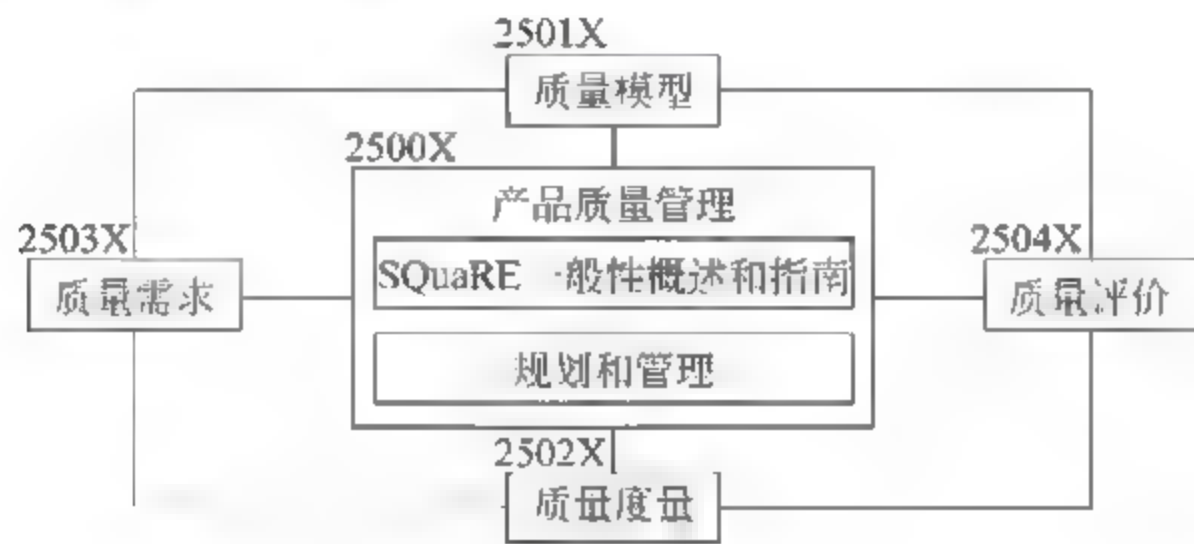 2501X
质量模型
2500X
产品质量管理
2503X
2504X
SQuaRE 一般性概述和指南
质量需求
质量评价
规划和管理
2502X
质量度量